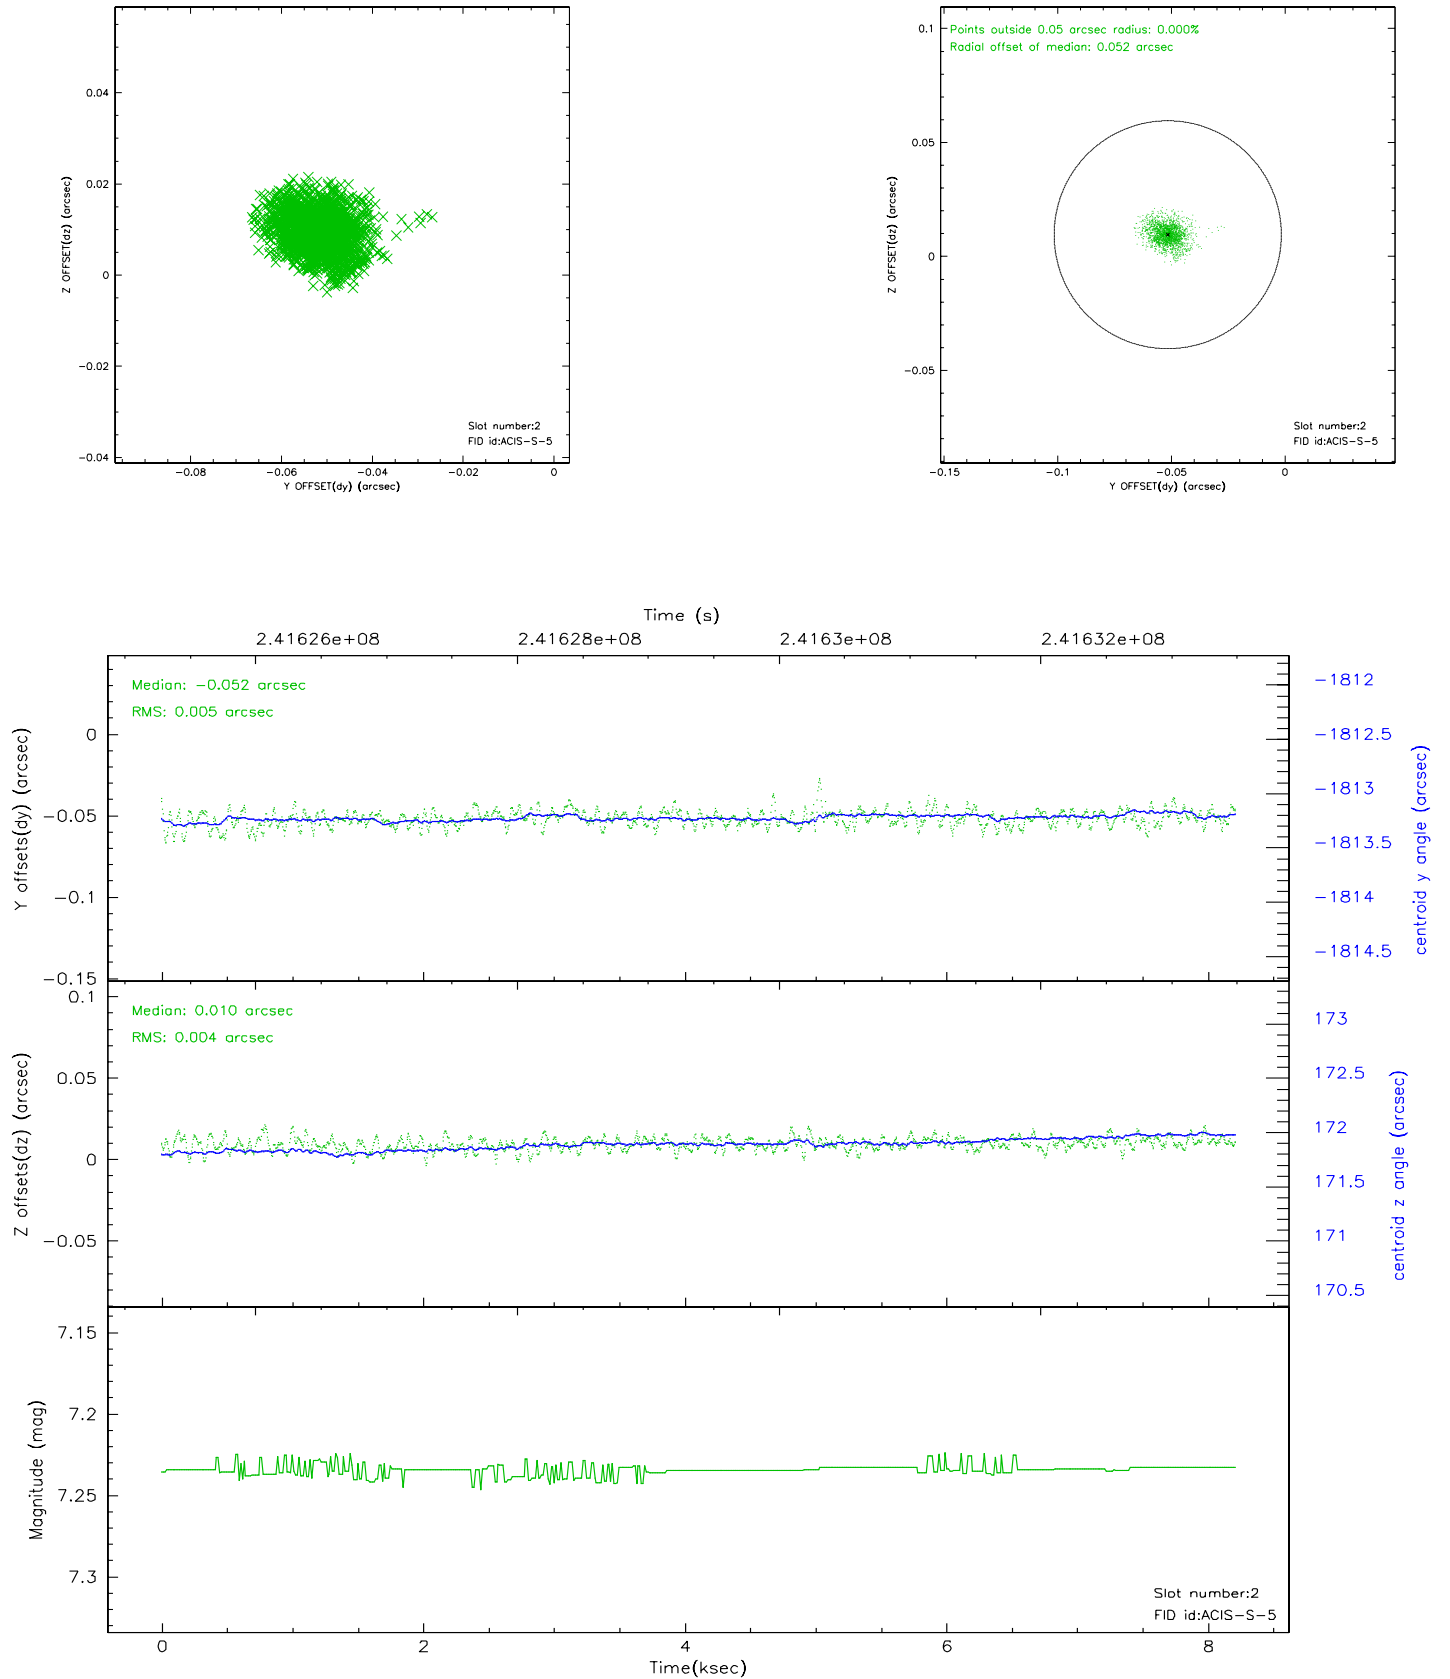 0.04
0.02
0
−0.02
−0.04
Z OFFSET(dz) (arcsec)
Slot number:2
FID id:ACIS−S−5
−0.08 −0.06 −0.04 −0.02 0
Y OFFSET(dy) (arcsec)
Points outside 0.05 arcsec radius: 0.000%
Radial offset of median: 0.052 arcsec
0.1
0.05
0
−0.05
Z OFFSET(dz) (arcsec)
Slot number:2
FID id:ACIS−S−5
−0.15 −0.1 −0.05 0
Y OFFSET(dy) (arcsec)
Time (s)
2.41626e+08 2.41628e+08 2.4163e+08 2.41632e+08
Median: −0.052 arcsec
RMS: 0.005 arcsec
0
−0.05
−0.1
−0.15
Y offsets(dy) (arcsec)
−1812
−1812.5
−1813
−1813.5
−1814
−1814.5
centroid y angle (arcsec)
Median: 0.010 arcsec
RMS: 0.004 arcsec
0.1
0.05
0
−0.05
Z offsets(dz) (arcsec)
173
172.5
172
171.5
171
170.5
centroid z angle (arcsec)
7.15
7.2
7.25
7.3
Magnitude (mag)
Slot number:2
FID id:ACIS−S−5
0 2 4 6 8
Time(ksec)